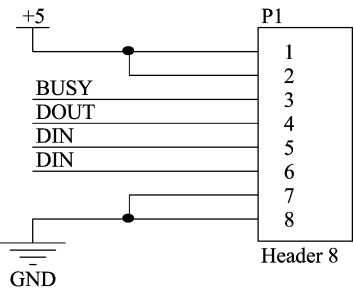 +5
P1
1
2
BUSY 3
DOUT 4
DIN 5
DIN 6
7
8
Header 8
GND